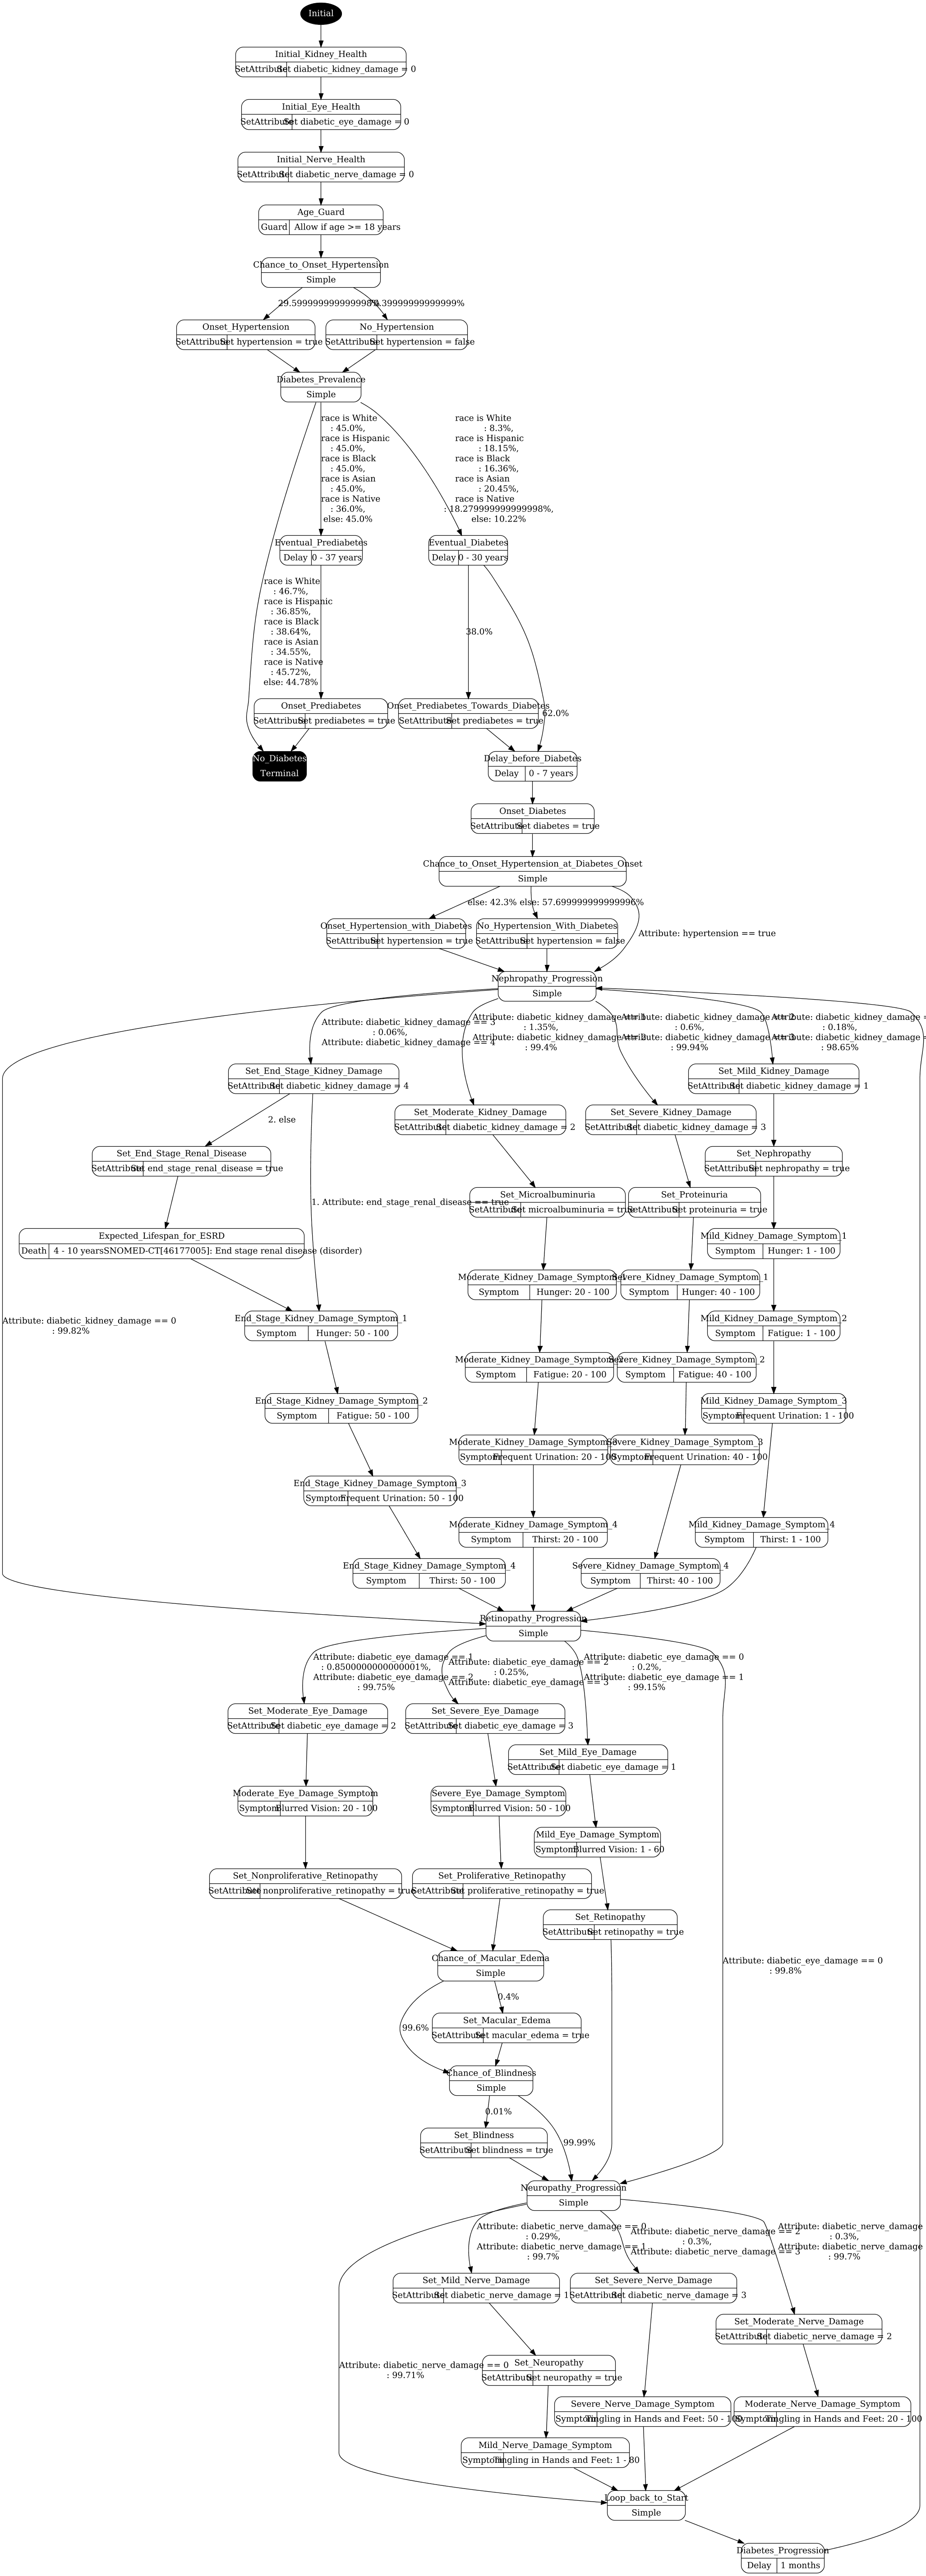 Initial
Initial_Kidney_Health
SetAttribute Set diabetic_kidney_damage = 0
Initial_Eye_Health
SetAttribute Set diabetic_eye_damage = 0
Initial_Nerve_Health
SetAttribute Set diabetic_nerve_damage = 0
Age_Guard
Guard Allow if age >= 18 years
Chance_to_Onset_Hypertension
Simple
29.599999999999998%
70.39999999999999%
Onset_Hypertension
SetAttribute Set hypertension = true
No_Hypertension
SetAttribute Set hypertension = false
Diabetes_Prevalence
Simple
race is White
: 45.0%,
race is Hispanic
: 45.0%,
race is Black
: 45.0%,
race is Asian
: 45.0%,
race is Native
: 36.0%,
else: 45.0%
race is White
: 8.3%,
race is Hispanic
: 18.15%,
race is Black
: 16.36%,
race is Asian
: 20.45%,
race is Native
: 18.279999999999998%,
else: 10.22%
Eventual_Prediabetes
Delay 0 - 37 years
Eventual_Diabetes
Delay 0 - 30 years
race is White
: 46.7%,
race is Hispanic
: 36.85%,
race is Black
: 38.64%,
race is Asian
: 34.55%,
race is Native
: 45.72%,
else: 44.78%
38.0%
62.0%
Onset_Prediabetes
SetAttribute Set prediabetes = true
Onset_Prediabetes_Towards_Diabetes
SetAttribute Set prediabetes = true
No_Diabetes
Terminal
Delay_before_Diabetes
Delay 0 - 7 years
Onset_Diabetes
SetAttribute Set diabetes = true
Chance_to_Onset_Hypertension_at_Diabetes_Onset
Simple
else: 42.3%
else: 57.699999999999996%
Attribute: hypertension == true
Onset_Hypertension_with_Diabetes
SetAttribute Set hypertension = true
No_Hypertension_With_Diabetes
SetAttribute Set hypertension = false
Nephropathy_Progression
Simple
Attribute: diabetic_kidney_damage == 3
: 0.06%,
Attribute: diabetic_kidney_damage == 4
Attribute: diabetic_kidney_damage == 1
: 1.35%,
Attribute: diabetic_kidney_damage == 2
: 99.4%
Attribute: diabetic_kidney_damage == 2
: 0.6%,
Attribute: diabetic_kidney_damage == 3
: 99.94%
Attribute: diabetic_kidney_damage =
: 0.18%,
Attribute: diabetic_kidney_damage =
: 98.65%
Set_End_Stage_Kidney_Damage
SetAttribute Set diabetic_kidney_damage = 4
Set_Mild_Kidney_Damage
SetAttribute Set diabetic_kidney_damage = 1
Set_Moderate_Kidney_Damage
SetAttribute Set diabetic_kidney_damage = 2
Set_Severe_Kidney_Damage
SetAttribute Set diabetic_kidney_damage = 3
2. else
Set_End_Stage_Renal_Disease
SetAttribute Set end_stage_renal_disease = true
Set_Nephropathy
SetAttribute Set nephropathy = true
1. Attribute: end_stage_renal_disease == true
Set_Microalbuminuria
SetAttribute Set microalbuminuria = true
Set_Proteinuria
SetAttribute Set proteinuria = true
Expected_Lifespan_for_ESRD
Death 4 - 10 yearsSNOMED-CT[46177005]: End stage renal disease (disorder)
Mild_Kidney_Damage_Symptom_1
Symptom Hunger: 1 - 100
Moderate_Kidney_Damage_Symptom_1
Symptom Hunger: 20 - 100
Severe_Kidney_Damage_Symptom_1
Symptom Hunger: 40 - 100
Attribute: diabetic_kidney_damage == 0
: 99.82%
End_Stage_Kidney_Damage_Symptom_1
Symptom Hunger: 50 - 100
Mild_Kidney_Damage_Symptom_2
Symptom Fatigue: 1 - 100
Moderate_Kidney_Damage_Symptom_2
Symptom Fatigue: 20 - 100
Severe_Kidney_Damage_Symptom_2
Symptom Fatigue: 40 - 100
End_Stage_Kidney_Damage_Symptom_2
Symptom Fatigue: 50 - 100
Mild_Kidney_Damage_Symptom_3
Symptom Frequent Urination: 1 - 100
Moderate_Kidney_Damage_Symptom_3
Symptom Frequent Urination: 20 - 100
Severe_Kidney_Damage_Symptom_3
Symptom Frequent Urination: 40 - 100
End_Stage_Kidney_Damage_Symptom_3
Symptom Frequent Urination: 50 - 100
Moderate_Kidney_Damage_Symptom_4
Symptom Thirst: 20 - 100
Mild_Kidney_Damage_Symptom_4
Symptom Thirst: 1 - 100
End_Stage_Kidney_Damage_Symptom_4
Symptom Thirst: 50 - 100
Severe_Kidney_Damage_Symptom_4
Symptom Thirst: 40 - 100
Retinopathy_Progression
Simple
Attribute: diabetic_eye_damage == 1
: 0.8500000000000001%,
Attribute: diabetic_eye_damage == 2
: 99.75%
Attribute: diabetic_eye_damage == 2
: 0.25%,
Attribute: diabetic_eye_damage == 3
Attribute: diabetic_eye_damage == 0
: 0.2%,
Attribute: diabetic_eye_damage == 1
: 99.15%
Set_Moderate_Eye_Damage
SetAttribute Set diabetic_eye_damage = 2
Set_Severe_Eye_Damage
SetAttribute Set diabetic_eye_damage = 3
Set_Mild_Eye_Damage
SetAttribute Set diabetic_eye_damage = 1
Moderate_Eye_Damage_Symptom
Symptom Blurred Vision: 20 - 100
Severe_Eye_Damage_Symptom
Symptom Blurred Vision: 50 - 100
Mild_Eye_Damage_Symptom
Symptom Blurred Vision: 1 - 60
Set_Nonproliferative_Retinopathy
SetAttribute Set nonproliferative_retinopathy = true
Set_Proliferative_Retinopathy
SetAttribute Set proliferative_retinopathy = true
Set_Retinopathy
SetAttribute Set retinopathy = true
Chance_of_Macular_Edema
Simple
Attribute: diabetic_eye_damage == 0
: 99.8%
0.4%
99.6%
Set_Macular_Edema
SetAttribute Set macular_edema = true
Chance_of_Blindness
Simple
0.01%
99.99%
Set_Blindness
SetAttribute Set blindness = true
Neuropathy_Progression
Simple
Attribute: diabetic_nerve_damage == 0
: 0.29%,
Attribute: diabetic_nerve_damage == 1
: 99.7%
Attribute: diabetic_nerve_damage == 2
: 0.3%,
Attribute: diabetic_nerve_damage == 3
Attribute: diabetic_nerve_damage
: 0.3%,
Attribute: diabetic_nerve_damage
: 99.7%
Set_Mild_Nerve_Damage
SetAttribute Set diabetic_nerve_damage = 1
Set_Severe_Nerve_Damage
SetAttribute Set diabetic_nerve_damage = 3
Set_Moderate_Nerve_Damage
SetAttribute Set diabetic_nerve_damage = 2
Attribute: diabetic_nerve_damage == 0
: 99.71%
Set_Neuropathy
SetAttribute Set neuropathy = true
Severe_Nerve_Damage_Symptom
Symptom Tingling in Hands and Feet: 50 - 100
Moderate_Nerve_Damage_Symptom
Symptom Tingling in Hands and Feet: 20 - 100
Mild_Nerve_Damage_Symptom
Symptom Tingling in Hands and Feet: 1 - 80
Loop_back_to_Start
Simple
Diabetes_Progression
Delay 1 months